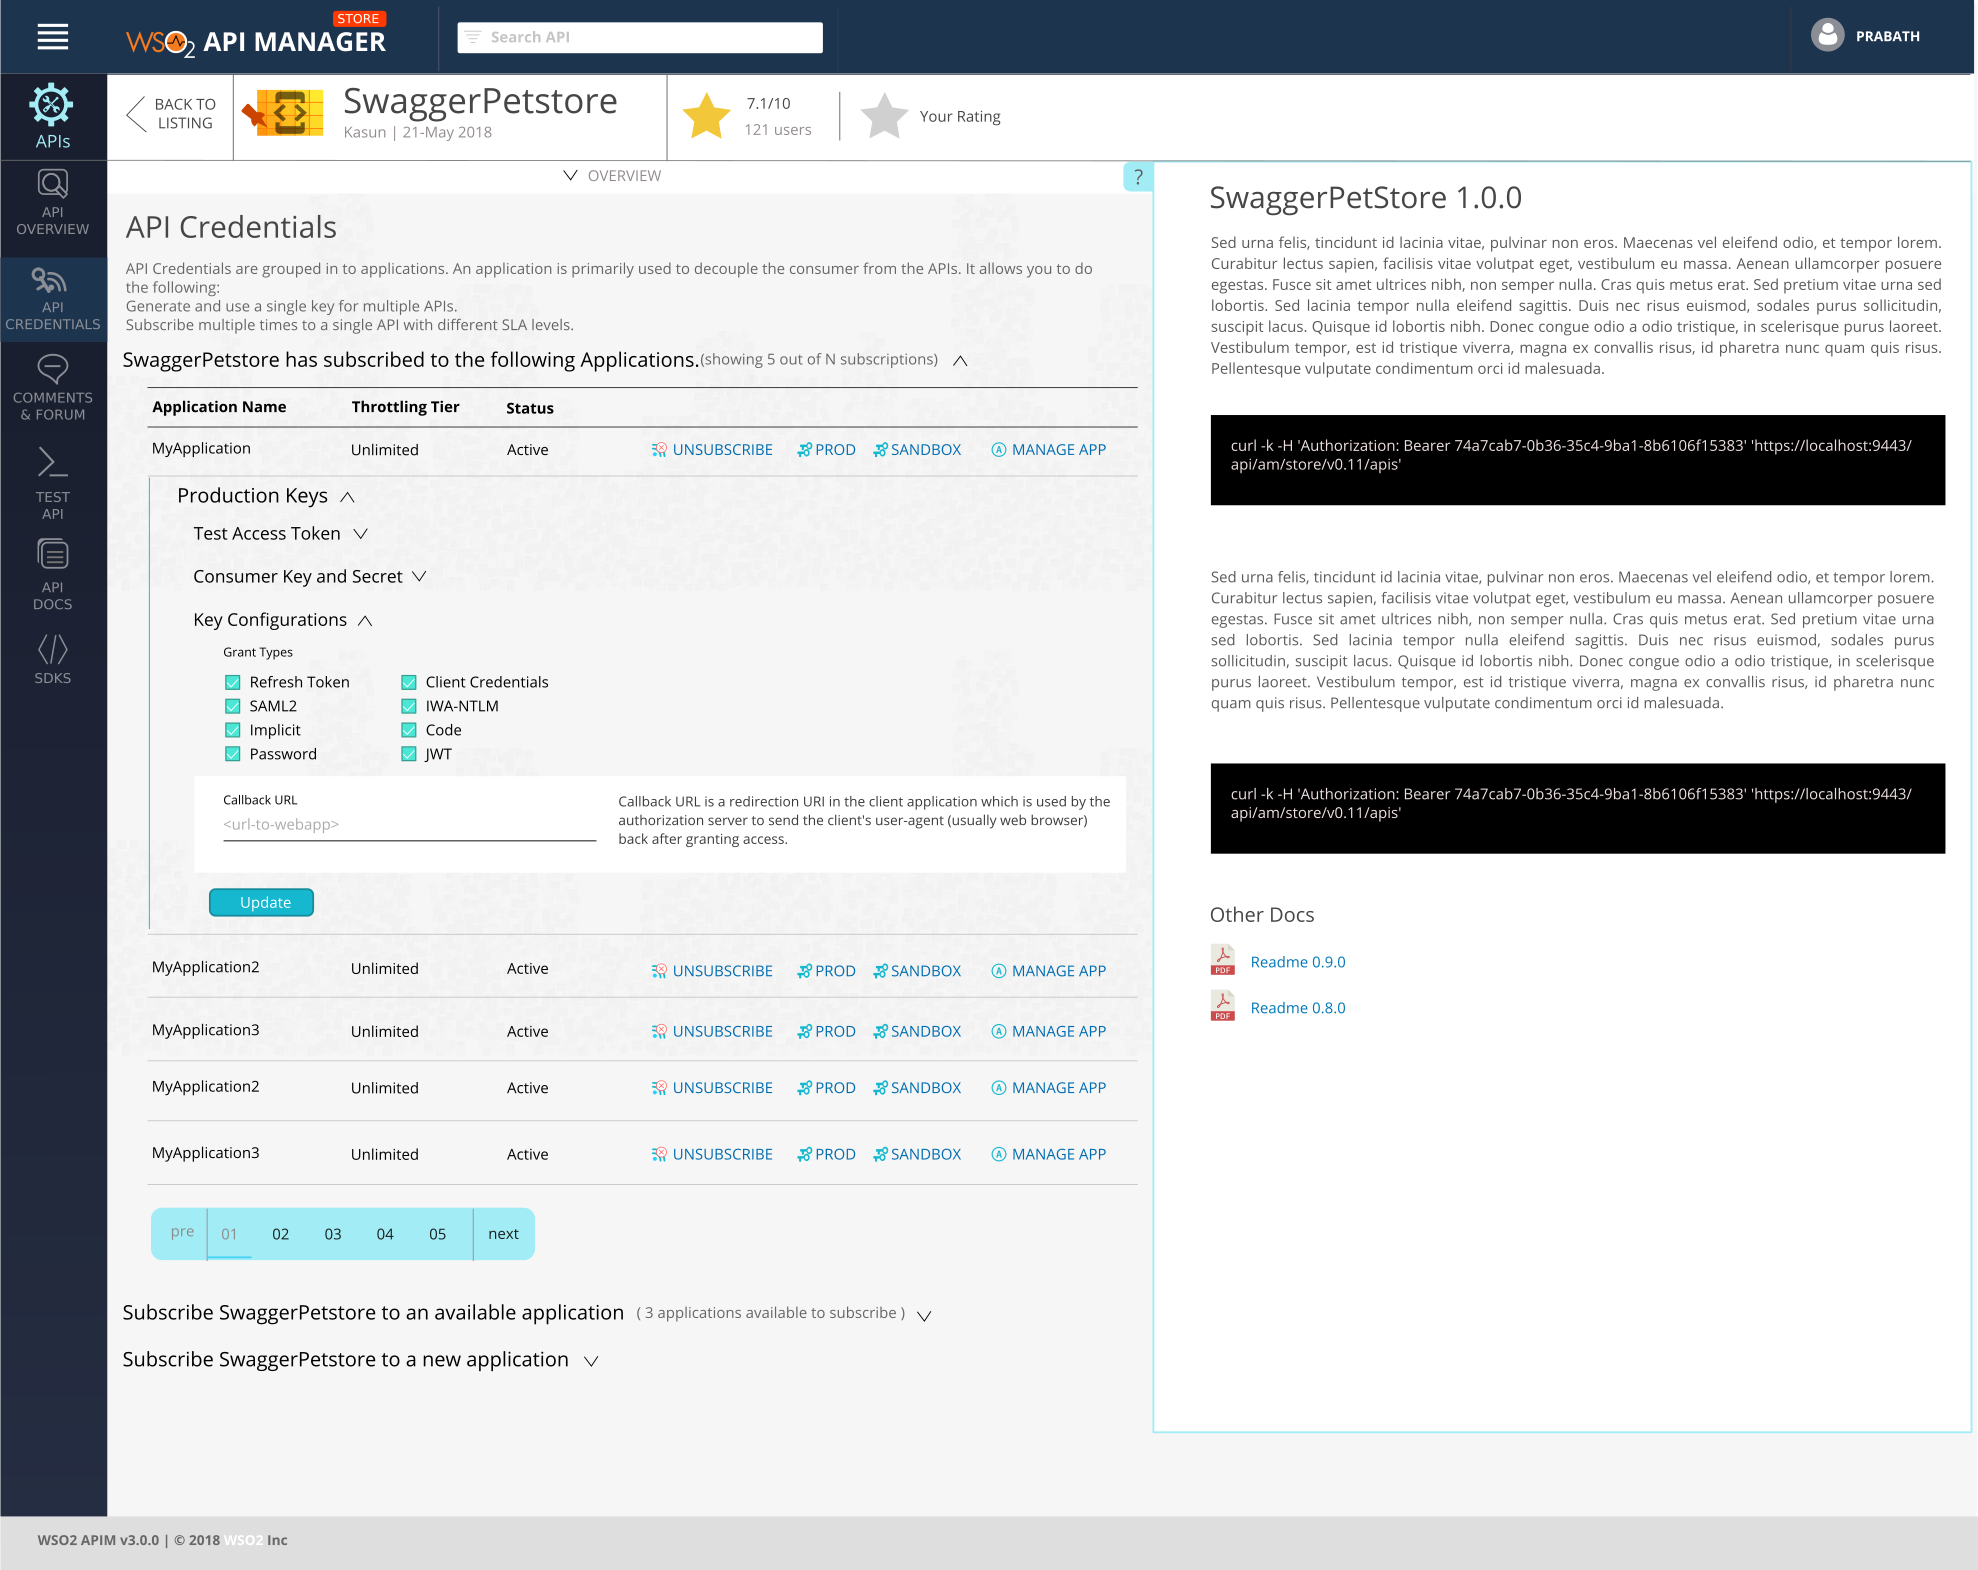 STORE
WSO2 API MANAGER
Search API
PRABATH
APIs
BACK TO
LISTING
SwaggerPetstore
Kasun | 21-May 2018
7.1/10
121 users
Your Rating
API
OVERVIEW
API
CREDENTIALS
COMMENTS
& FORUM
TEST
API
API
DOCS
SDKS
OVERVIEW
?
API Credentials
API Credentials are grouped in to applications. An application is primarily used to decouple the consumer from the APIs. It allows you to do
the following:
Generate and use a single key for multiple APIs.
Subscribe multiple times to a single API with different SLA levels.
SwaggerPetstore has subscribed to the following Applications.(showing 5 out of N subscriptions)
Application Name Throttling Tier Status
MyApplication Unlimited Active UNSUBSCRIBE PROD SANDBOX A MANAGE APP
Production Keys
Test Access Token
Consumer Key and Secret
Key Configurations
Grant Types
Refresh Token Client Credentials
SAML2 IWA-NTLM
Implicit Code
Password JWT
Callback URL
<url-to-webapp>
Callback URL is a redirection URI in the client application which is used by the
authorization server to send the client's user-agent (usually web browser)
back after granting access.
Update
MyApplication2 Unlimited Active UNSUBSCRIBE PROD SANDBOX A MANAGE APP
MyApplication3 Unlimited Active UNSUBSCRIBE PROD SANDBOX A MANAGE APP
MyApplication2 Unlimited Active UNSUBSCRIBE PROD SANDBOX A MANAGE APP
MyApplication3 Unlimited Active UNSUBSCRIBE PROD SANDBOX A MANAGE APP
pre 01 02 03 04 05 next
Subscribe SwaggerPetstore to an available application ( 3 applications available to subscribe )
Subscribe SwaggerPetstore to a new application
SwaggerPetStore 1.0.0
Sed urna felis, tincidunt id lacinia vitae, pulvinar non eros. Maecenas vel eleifend odio, et tempor lorem.
Curabitur lectus sapien, facilisis vitae volutpat eget, vestibulum eu massa. Aenean ullamcorper posuere
egestas. Fusce sit amet ultrices nibh, non semper nulla. Cras quis metus erat. Sed pretium vitae urna sed
lobortis. Sed lacinia tempor nulla eleifend sagittis. Duis nec risus euismod, sodales purus sollicitudin,
suscipit lacus. Quisque id lobortis nibh. Donec congue odio a odio tristique, in scelerisque purus laoreet.
Vestibulum tempor, est id tristique viverra, magna ex convallis risus, id pharetra nunc quam quis risus.
Pellentesque vulputate condimentum orci id malesuada.
curl -k -H 'Authorization: Bearer 74a7cab7-0b36-35c4-9ba1-8b6106f15383' 'https://localhost:9443/
api/am/store/v0.11/apis'
Sed urna felis, tincidunt id lacinia vitae, pulvinar non eros. Maecenas vel eleifend odio, et tempor lorem.
Curabitur lectus sapien, facilisis vitae volutpat eget, vestibulum eu massa. Aenean ullamcorper posuere
egestas. Fusce sit amet ultrices nibh, non semper nulla. Cras quis metus erat. Sed pretium vitae urna
sed lobortis. Sed lacinia tempor nulla eleifend sagittis. Duis nec risus euismod, sodales purus
sollicitudin, suscipit lacus. Quisque id lobortis nibh. Donec congue odio a odio tristique, in scelerisque
purus laoreet. Vestibulum tempor, est id tristique viverra, magna ex convallis risus, id pharetra nunc
quam quis risus. Pellentesque vulputate condimentum orci id malesuada.
curl -k -H 'Authorization: Bearer 74a7cab7-0b36-35c4-9ba1-8b6106f15383' 'https://localhost:9443/
api/am/store/v0.11/apis'
Other Docs
PDF Readme 0.9.0
PDF Readme 0.8.0
WSO2 APIM v3.0.0 | © 2018 WSO2 Inc